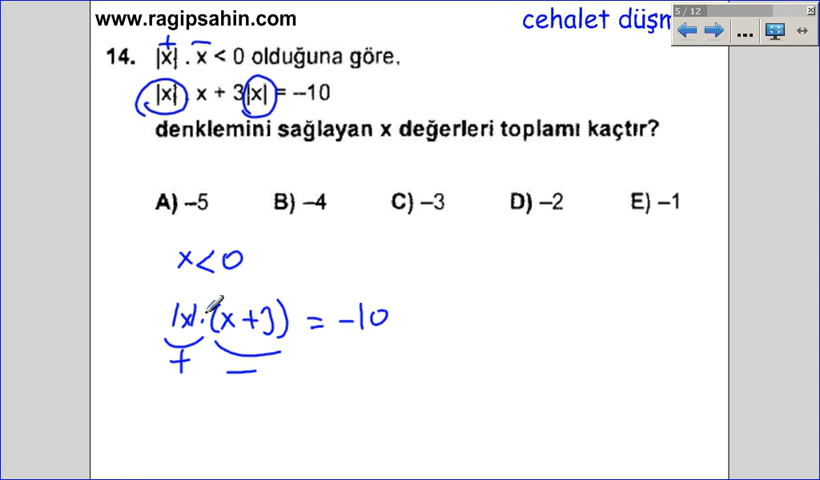 www.ragipsahin.com
cehalet düşm
5 / 12
14. |x| . x < 0 olduğuna göre,
+ −
|x| . x + 3|x| = –10
denklemini sağlayan x değerleri toplamı kaçtır?
A) –5 B) –4 C) –3 D) –2 E) –1
x < 0
|x| . (x + 3) = -10
+ −